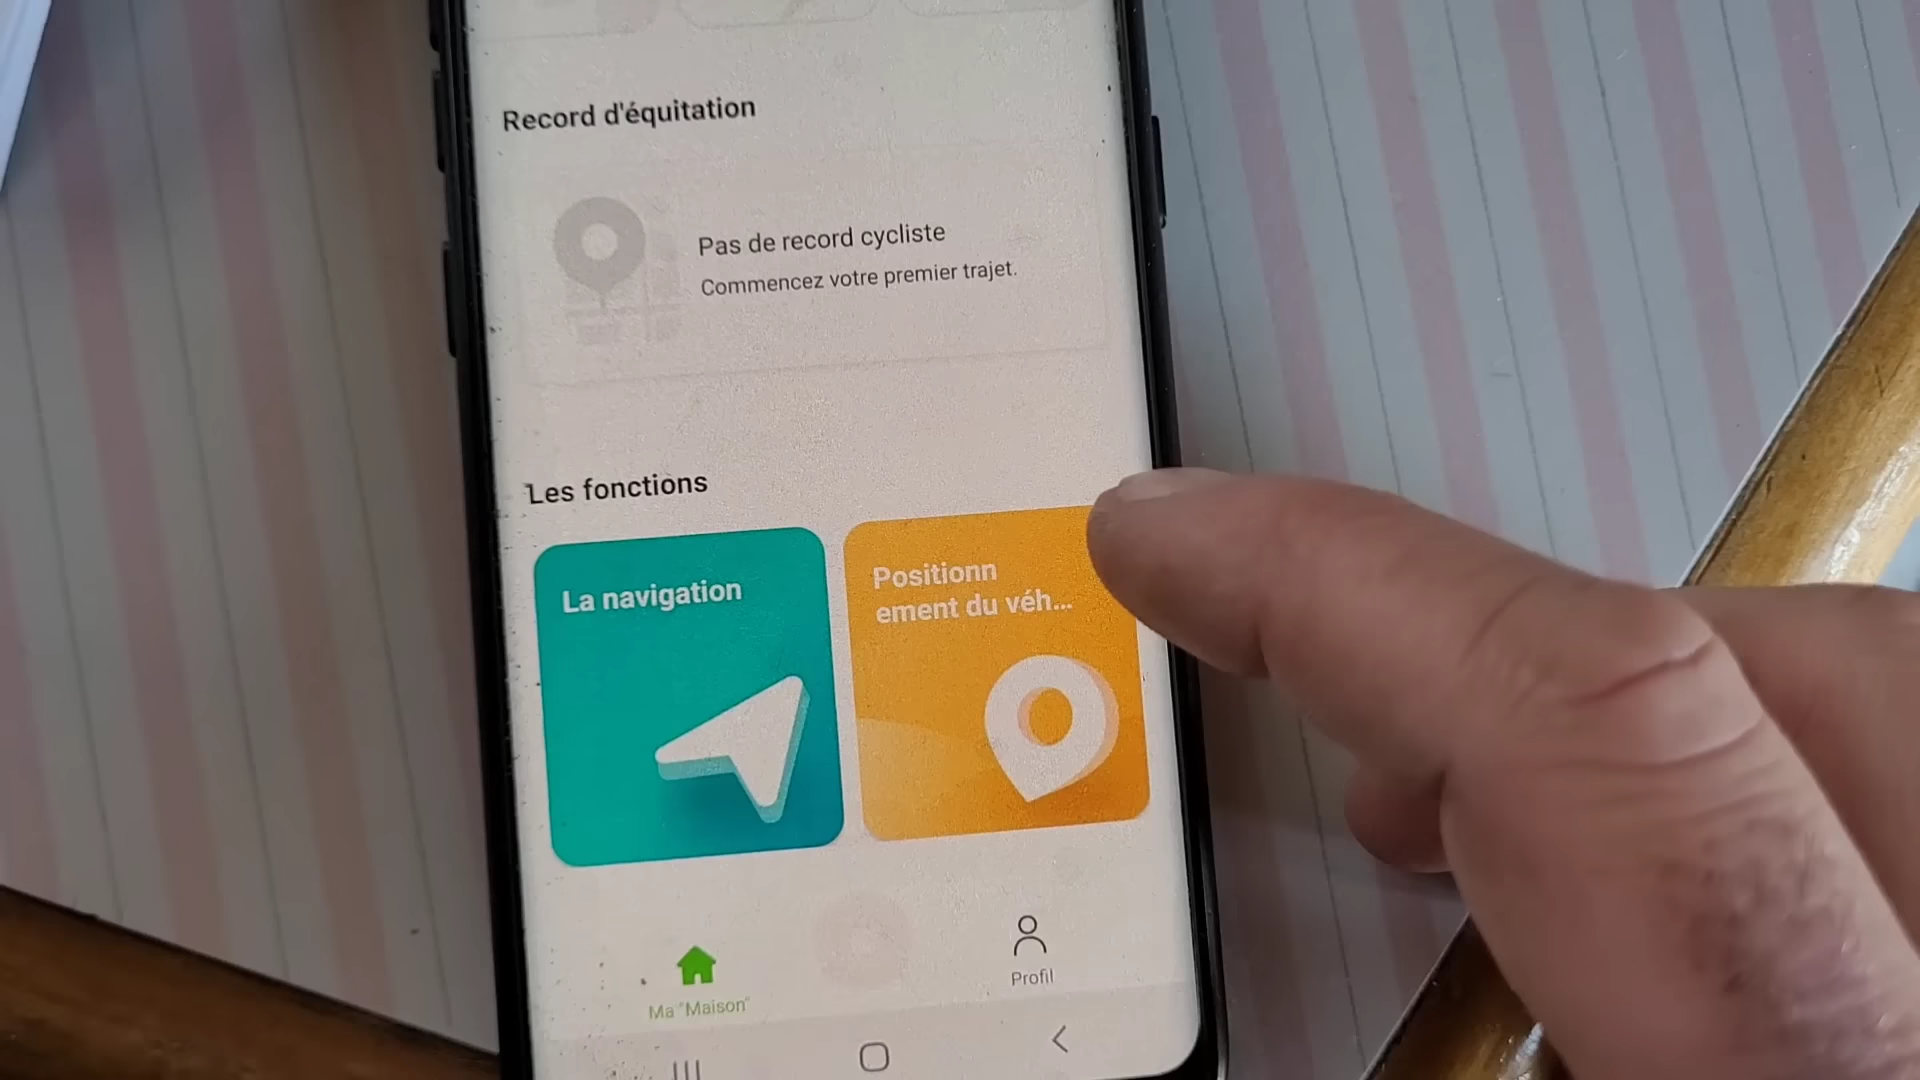 Record d'équitation
Pas de record cycliste
Commencez votre premier trajet.
Les fonctions
La navigation
Positionn
ement du véh...
Ma "Maison"
Profil